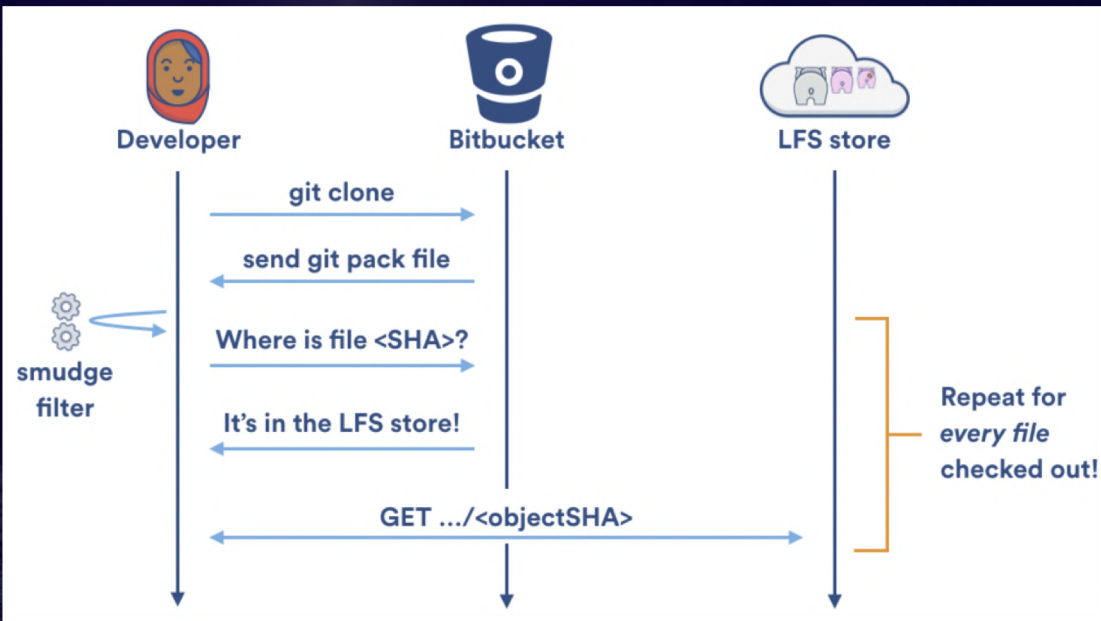 Developer
Bitbucket
LFS store
git clone
send git pack file
smudge
filter
Where is file <SHA>?
It's in the LFS store!
GET .../<objectSHA>
Repeat for
every file
checked out!